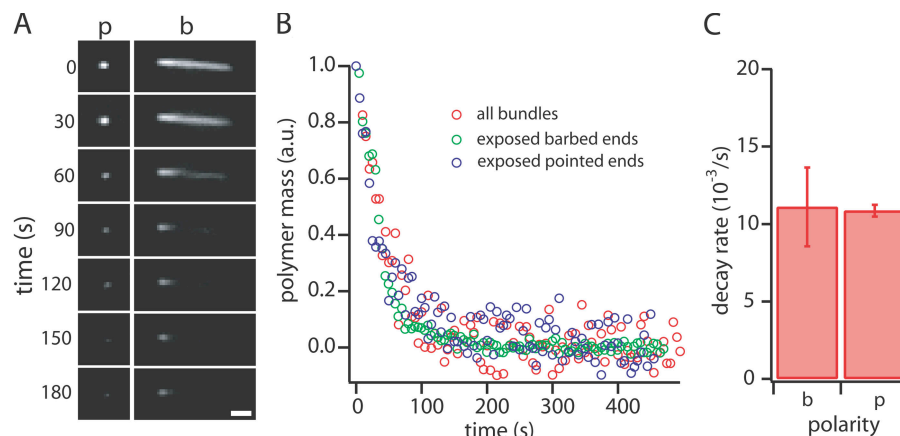 A
p
b
time (s)
0
30
60
90
120
150
180
B
polymer mass (a.u.)
1.0
0.8
0.6
0.4
0.2
0.0
all bundles
exposed barbed ends
exposed pointed ends
0 100 200 300 400
time (s)
C
decay rate (10⁻³/s)
20
15
10
5
0
b p
polarity